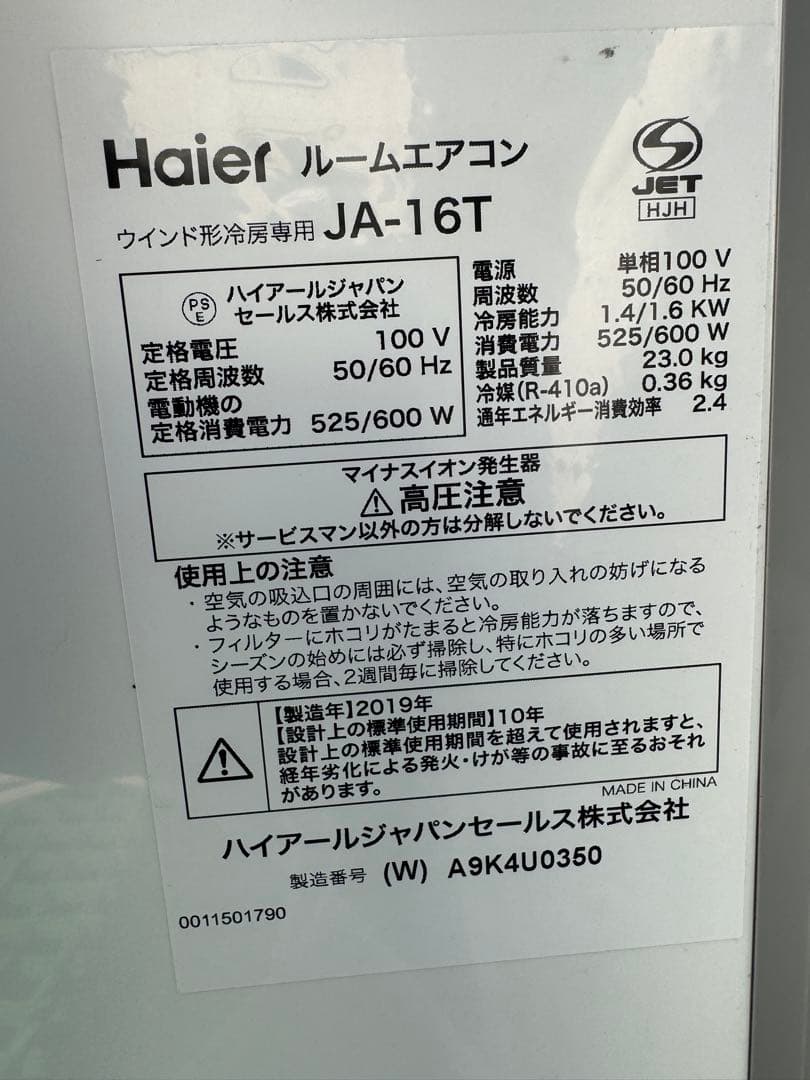 Haier ルームエアコン
JET
HJH
ウインド形冷房専用 JA-16T
PS
E
ハイアールジャパン
セールス株式会社
定格電圧 100 V
定格周波数 50/60 Hz
電動機の
定格消費電力 525/600 W
電源 単相100 V
周波数 50/60 Hz
冷房能力 1.4/1.6 KW
消費電力 525/600 W
製品質量 23.0 kg
冷媒(R-410a) 0.36 kg
通年エネルギー消費効率 2.4
マイナスイオン発生器
⚠高圧注意
※サービスマン以外の方は分解しないでください。
使用上の注意
・空気の吸込口の周囲には、空気の取り入れの妨げになる
ようなものを置かないでください。
・フィルターにホコリがたまると冷房能力が落ちますので、
シーズンの始めには必ず掃除し、特にホコリの多い場所で
使用する場合、2週間毎に掃除してください。
【製造年】2019年
【設計上の標準使用期間】10年
設計上の標準使用期間を超えて使用されますと、
経年劣化による発火・けが等の事故に至るおそれ
があります。
MADE IN CHINA
ハイアールジャパンセールス株式会社
製造番号 (W) A9K4U0350
0011501790